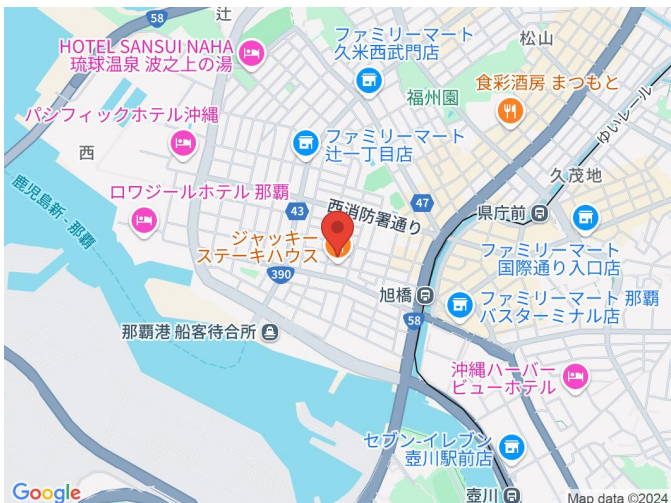 58
辻
ファミリーマート
久米西武門店
松山
HOTEL SANSUI NAHA
琉球温泉 波之上の湯
食彩酒房 まつもと
福州園
ゆいレール
パシフィックホテル沖縄
ファミリーマート
辻一丁目店
西
久茂地
鹿児島新 - 那覇
ロワジールホテル 那覇
43
47
西消防署通り
県庁前
ジャッキー
ステーキハウス
ファミリーマート
国際通り入口店
390
旭橋
ファミリーマート 那覇
バスターミナル店
58
那覇港 船客待合所
沖縄ハーバー
ビューホテル
セブン-イレブン
壺川駅前店
壺川
Google
Map data ©2024